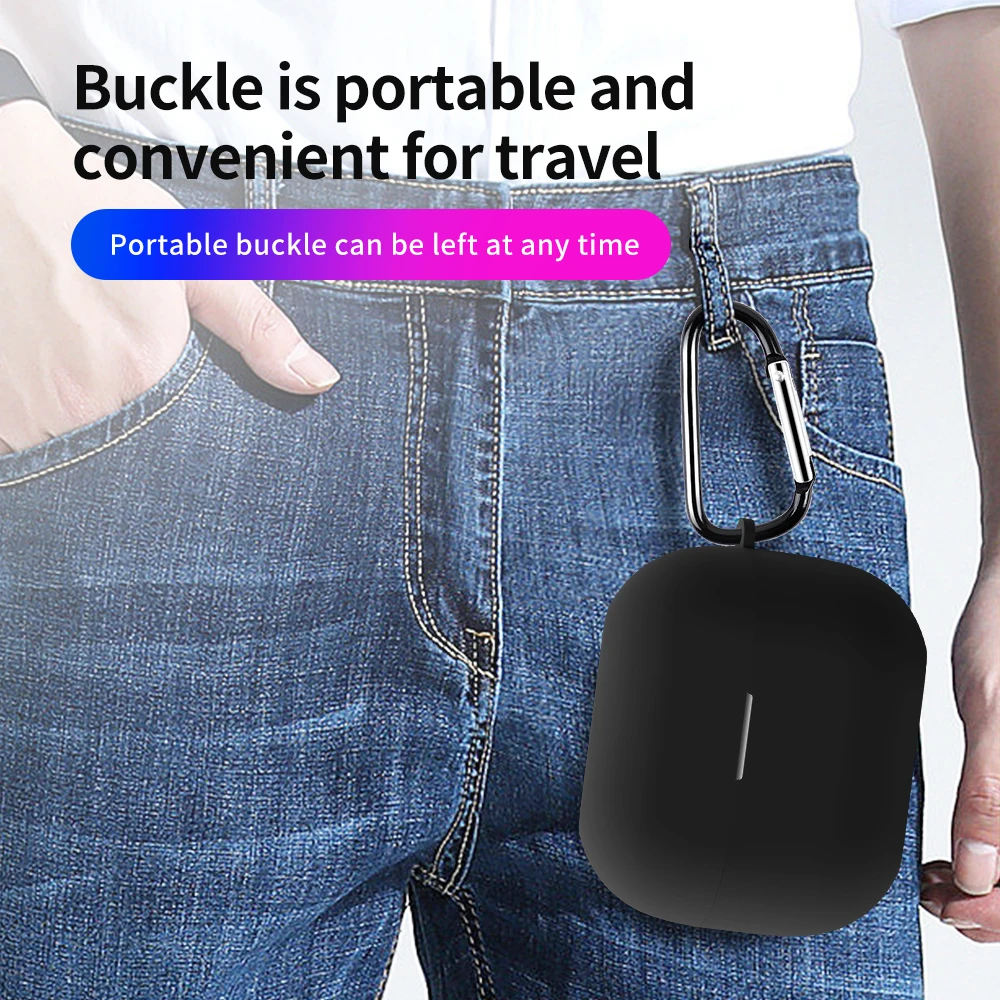 Buckle is portable and
convenient for travel
Portable buckle can be left at any time